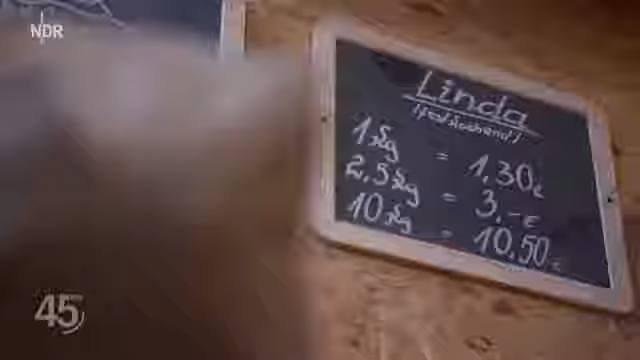 NDR
Linda
(festkochend)
1 kg = 1,30 €
2,5 kg = 3,- €
10 kg = 10,50 €
45